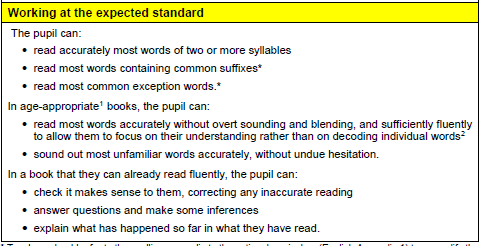 Working at the expected standard
The pupil can:
• read accurately most words of two or more syllables
• read most words containing common suffixes*
• read most common exception words.*
In age-appropriate¹ books, the pupil can:
• read most words accurately without overt sounding and blending, and sufficiently fluently
to allow them to focus on their understanding rather than on decoding individual words²
• sound out most unfamiliar words accurately, without undue hesitation.
In a book that they can already read fluently, the pupil can:
• check it makes sense to them, correcting any inaccurate reading
• answer questions and make some inferences
• explain what has happened so far in what they have read.